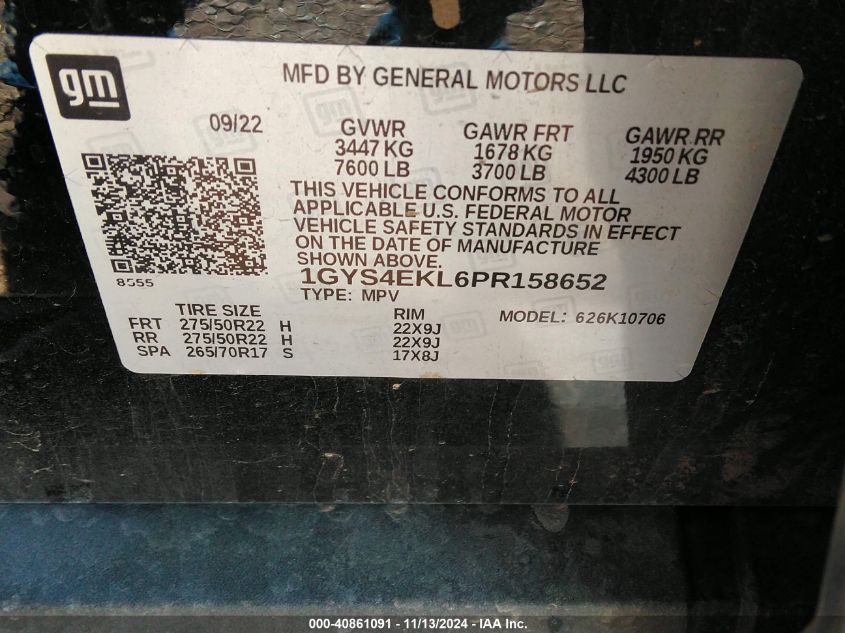 gm
MFD BY GENERAL MOTORS LLC
09/22
GVWR GAWR FRT GAWR RR
3447 KG 1678 KG 1950 KG
7600 LB 3700 LB 4300 LB
THIS VEHICLE CONFORMS TO ALL
APPLICABLE U.S. FEDERAL MOTOR
VEHICLE SAFETY STANDARDS IN EFFECT
ON THE DATE OF MANUFACTURE
SHOWN ABOVE.
8555
1GYS4EKL6PR158652
TYPE: MPV
TIRE SIZE RIM MODEL: 626K10706
FRT 275/50R22 H 22X9J
RR 275/50R22 H 22X9J
SPA 265/70R17 S 17X8J
000-40861091 - 11/13/2024 - IAA Inc.